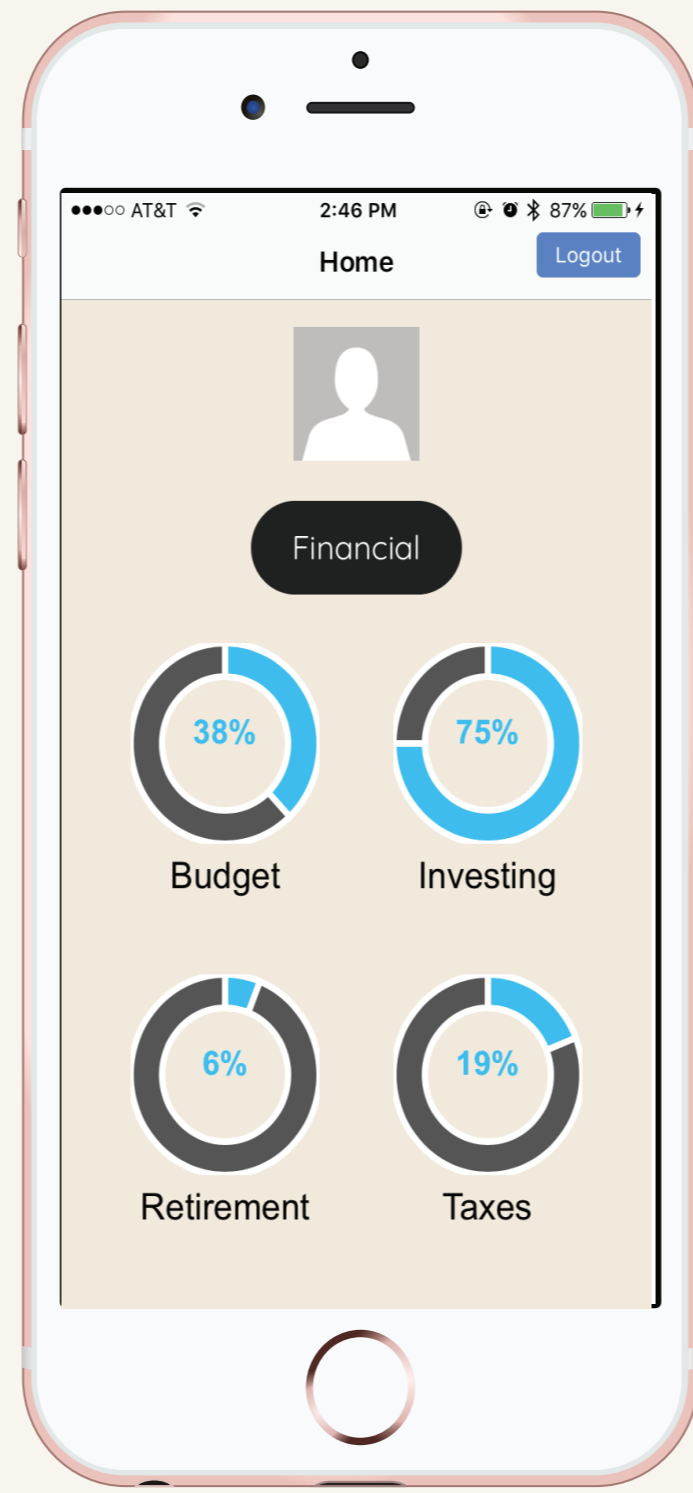 AT&T 2:46 PM 87%
Home Logout
Financial
38% 75%
Budget Investing
6% 19%
Retirement Taxes